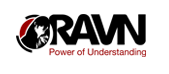 RAVN
Power of Understanding